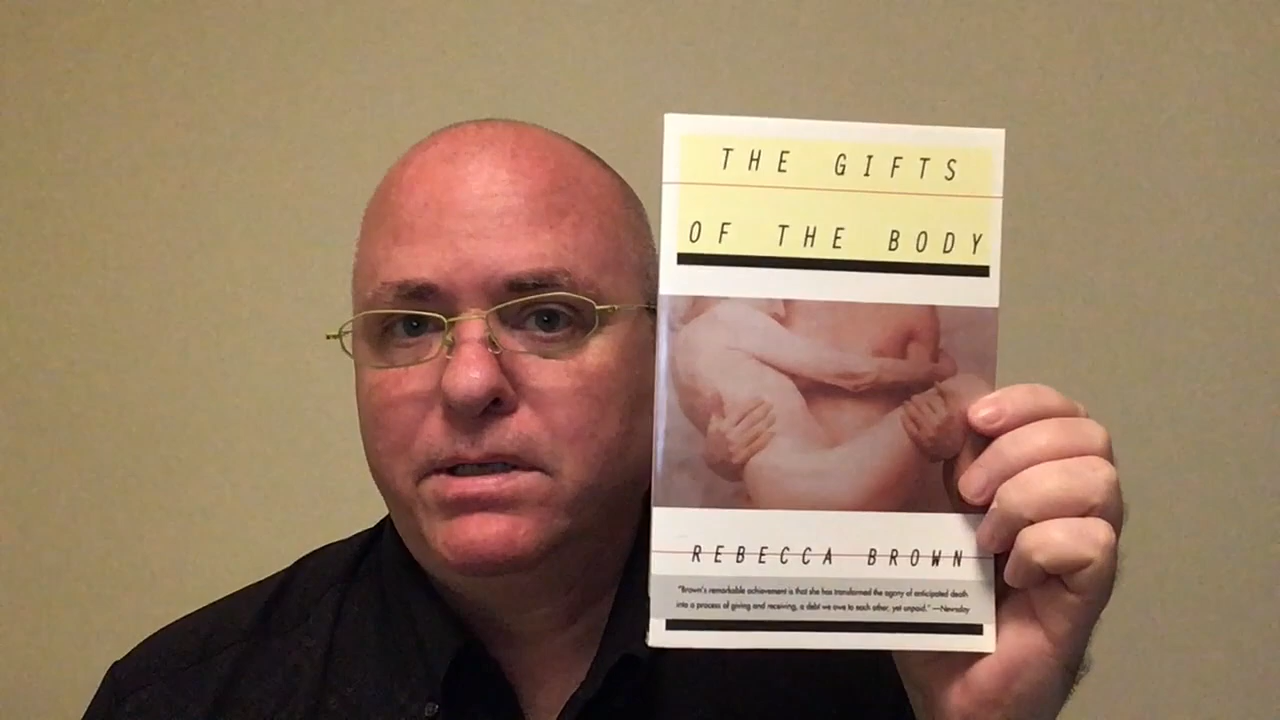 THE GIFTS
OF THE BODY
REBECCA BROWN
"Brown's remarkable achievement is that she has transformed the agony of anticipated death
into a process of giving and receiving, a debt we owe to each other, yet unpaid." —Newsday